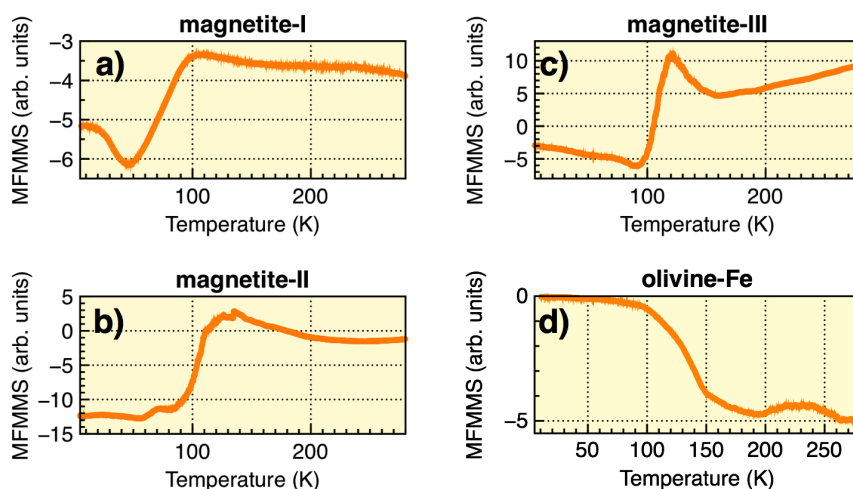 magnetite-I
a)
MFMMS (arb. units)
−3
−4
−5
−6
100
200
Temperature (K)
magnetite-III
c)
MFMMS (arb. units)
10
5
0
−5
100
200
Temperature (K)
magnetite-II
b)
MFMMS (arb. units)
5
0
−5
−10
−15
100
200
Temperature (K)
olivine-Fe
d)
MFMMS (arb. units)
0
−5
50
100
150
200
250
Temperature (K)